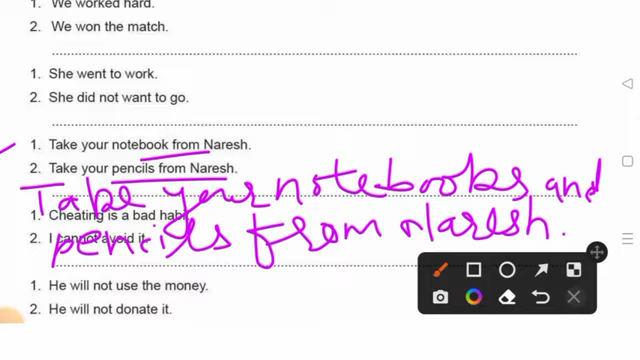 1. We worked hard.
2. We won the match.
1. She went to work.
2. She did not want to go.
1. Take your notebook from Naresh.
2. Take your pencils from Naresh.
Take your notebooks and
1. Cheating is a bad habit.
pencils from Naresh.
2. I cannot avoid it.
1. He will not use the money.
2. He will not donate it.